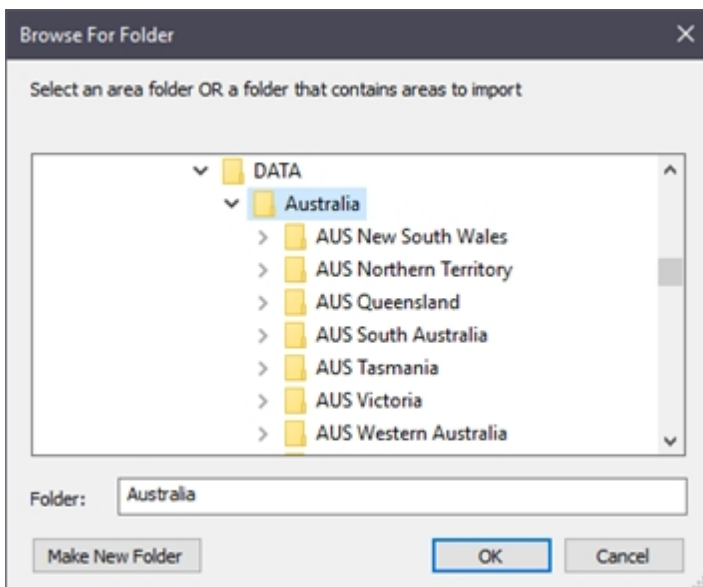 Browse For Folder
Select an area folder OR a folder that contains areas to import
DATA
Australia
AUS New South Wales
AUS Northern Territory
AUS Queensland
AUS South Australia
AUS Tasmania
AUS Victoria
AUS Western Australia
Folder: Australia
Make New Folder OK Cancel